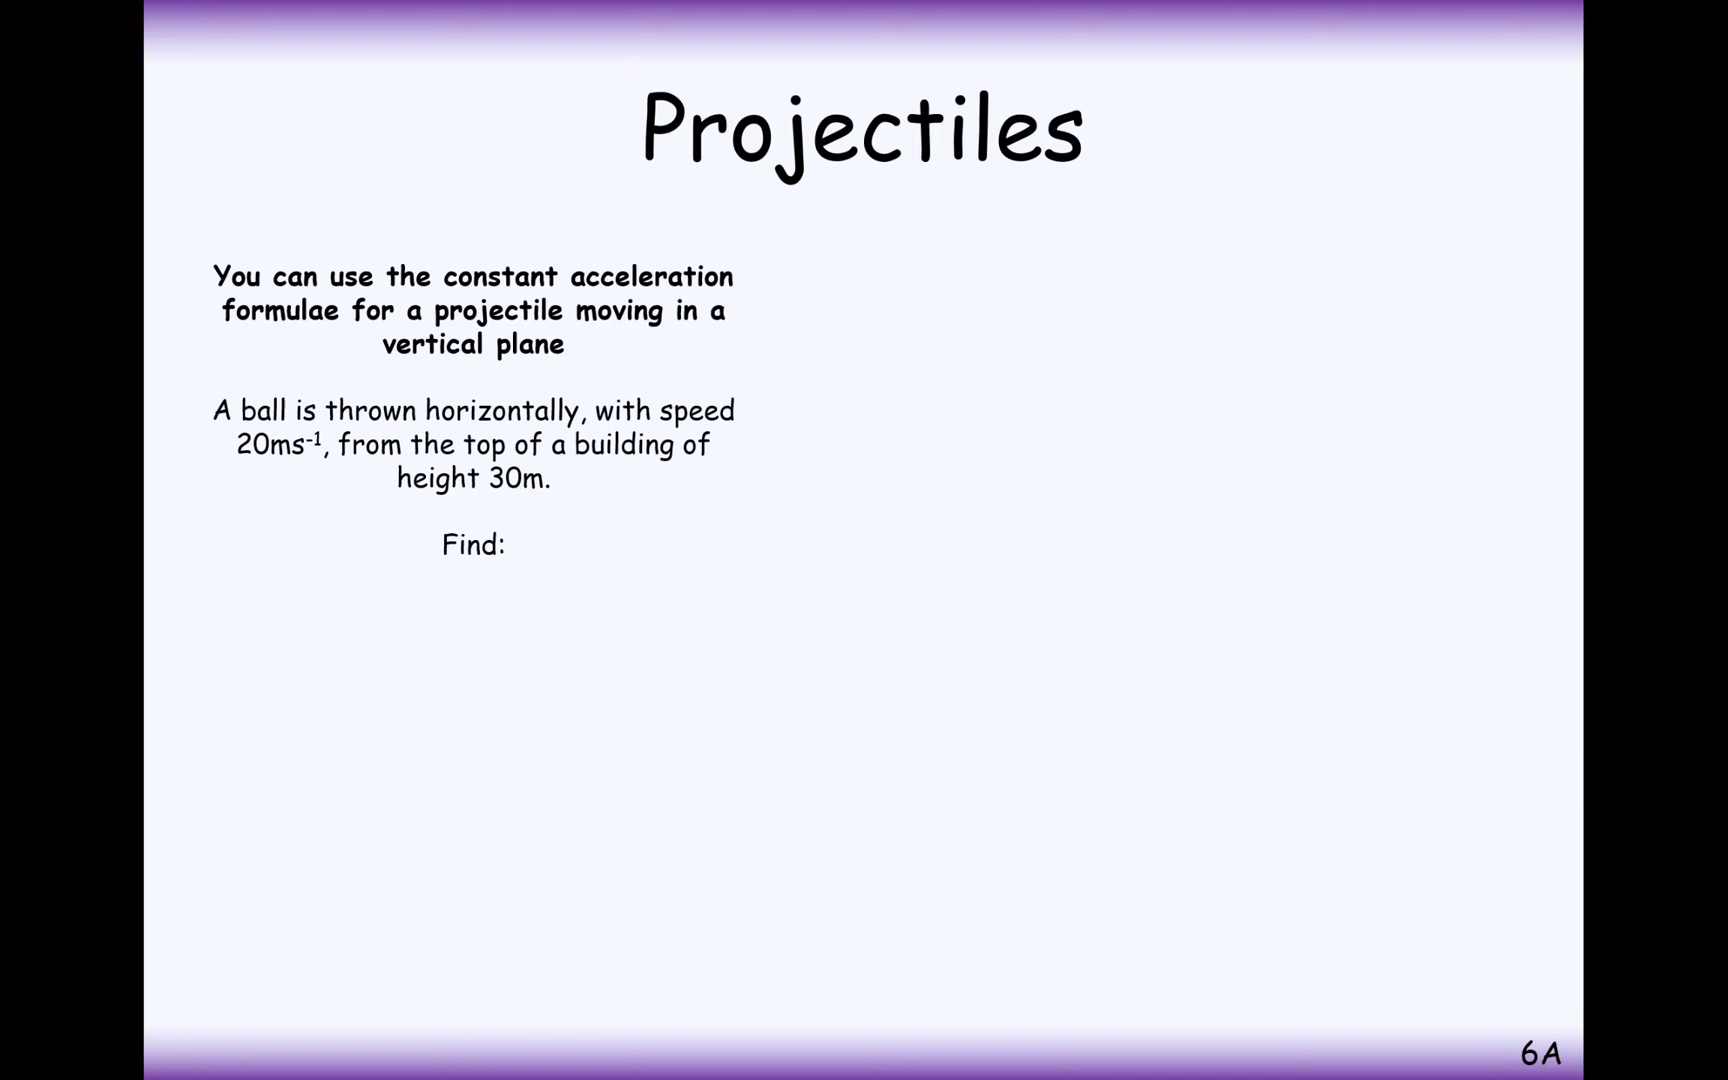 Projectiles
You can use the constant acceleration
formulae for a projectile moving in a
vertical plane
A ball is thrown horizontally, with speed
20ms⁻¹, from the top of a building of
height 30m.
Find:
6A